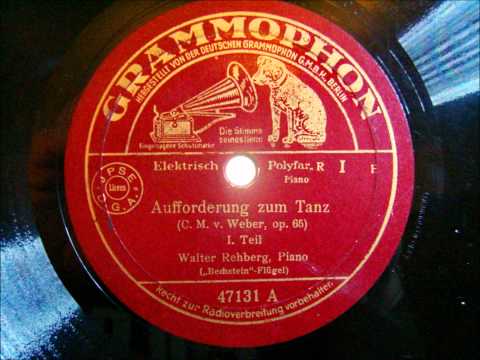 GRAMMOPHON
HERGESTELLT VON DER DEUTSCHEN GRAMMOPHON G.M.B.H. BERLIN
Die Stimme
seines Herrn
Eingetragene Schutzmarke
Elektrisch Polyfar R I E
Piano
Aufforderung zum Tanz
(C. M. v. Weber, op. 65)
I. Teil
Walter Rehberg, Piano
(„Bechstein“-Flügel)
47131 A
Recht zur Radioverbreitung vorbehalten.